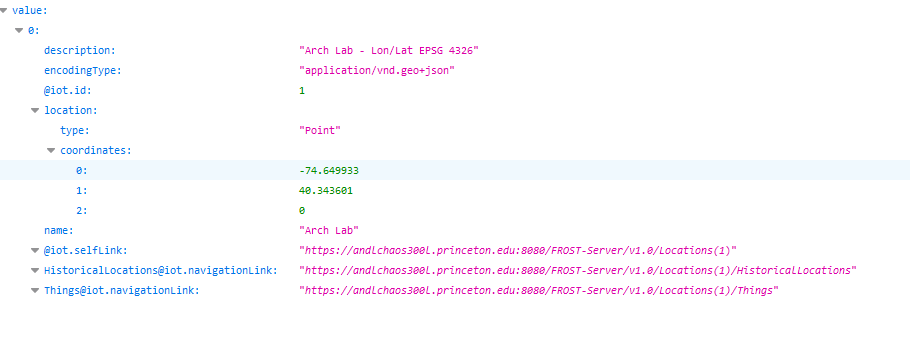 value:
0:
description: "Arch Lab - Lon/Lat EPSG 4326"
encodingType: "application/vnd.geo+json"
@iot.id: 1
location:
type: "Point"
coordinates:
0: -74.649933
1: 40.343601
2: 0
name: "Arch Lab"
@iot.selfLink: "https://andlchaos300l.princeton.edu:8080/FROST-Server/v1.0/Locations(1)"
HistoricalLocations@iot.navigationLink: "https://andlchaos300l.princeton.edu:8080/FROST-Server/v1.0/Locations(1)/HistoricalLocations"
Things@iot.navigationLink: "https://andlchaos300l.princeton.edu:8080/FROST-Server/v1.0/Locations(1)/Things"